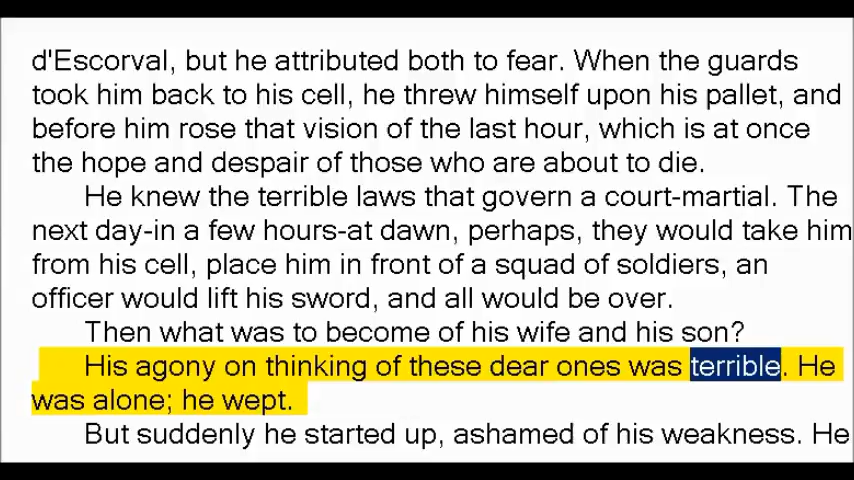 d'Escorval, but he attributed both to fear. When the guards
took him back to his cell, he threw himself upon his pallet, and
before him rose that vision of the last hour, which is at once
the hope and despair of those who are about to die.
He knew the terrible laws that govern a court-martial. The
next day-in a few hours-at dawn, perhaps, they would take him
from his cell, place him in front of a squad of soldiers, an
officer would lift his sword, and all would be over.
Then what was to become of his wife and his son?
His agony on thinking of these dear ones was terrible. He
was alone; he wept.
But suddenly he started up, ashamed of his weakness. He